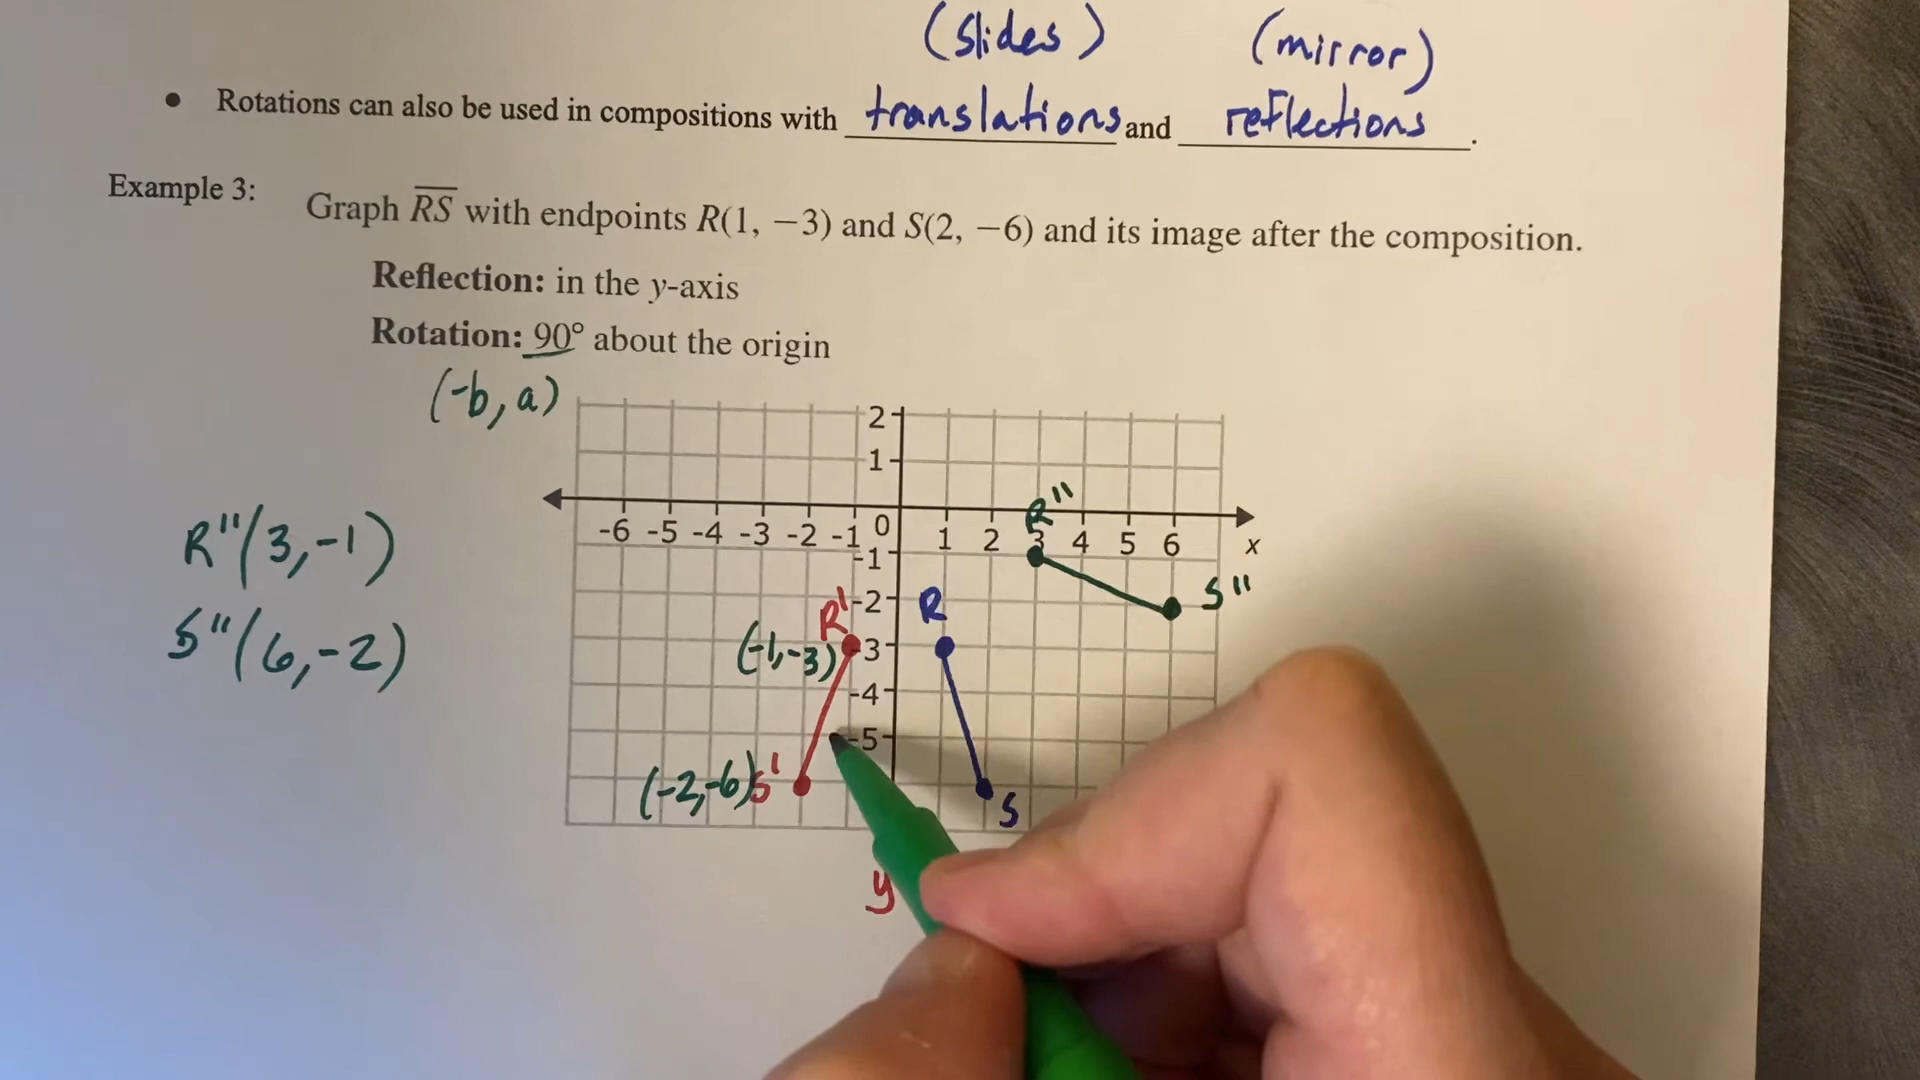 (slides) (mirror)
• Rotations can also be used in compositions with translations and reflections.
Example 3: Graph RS with endpoints R(1, −3) and S(2, −6) and its image after the composition.
Reflection: in the y-axis
Rotation: 90° about the origin
(-b, a)
2
1
-6 -5 -4 -3 -2 -1 0 1 2 3 4 5 6 x
R"
-1
R"(3,-1)
S"
R' -2 R
(-1,-3) -3
S"(6,-2)
-4
-5
(-2,-6) S' S
y